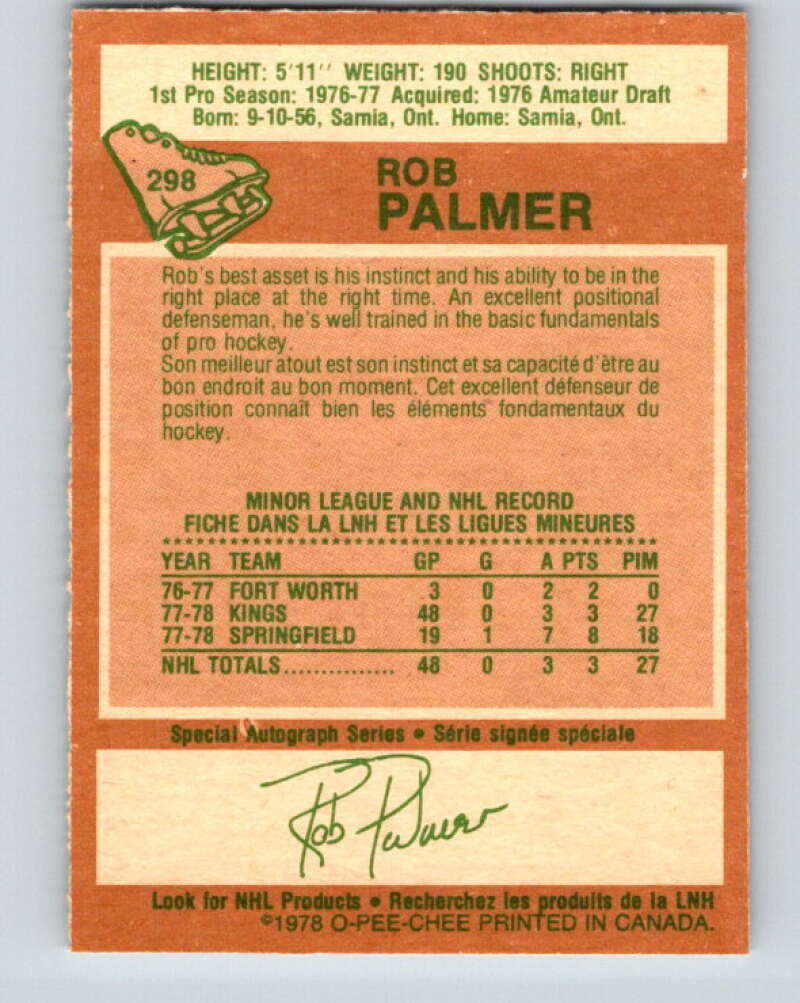 HEIGHT: 5'11'' WEIGHT: 190 SHOOTS: RIGHT
1st Pro Season: 1976-77 Acquired: 1976 Amateur Draft
Born: 9-10-56, Sarnia, Ont. Home: Sarnia, Ont.
298
ROB
PALMER
Rob's best asset is his instinct and his ability to be in the
right place at the right time. An excellent positional
defenseman, he's well trained in the basic fundamentals
of pro hockey.
Son meilleur atout est son instinct et sa capacité d'être au
bon endroit au bon moment. Cet excellent défenseur de
position connaît bien les éléments fondamentaux du
hockey.
MINOR LEAGUE AND NHL RECORD
FICHE DANS LA LNH ET LES LIGUES MINEURES
YEAR TEAM GP G A PTS PIM
76-77 FORT WORTH 3 0 2 2 0
77-78 KINGS 48 0 3 3 27
77-78 SPRINGFIELD 19 1 7 8 18
NHL TOTALS............... 48 0 3 3 27
Special Autograph Series • Série signée spéciale
Rob Palmer
Look for NHL Products • Recherchez les produits de la LNH
©1978 O-PEE-CHEE PRINTED IN CANADA.